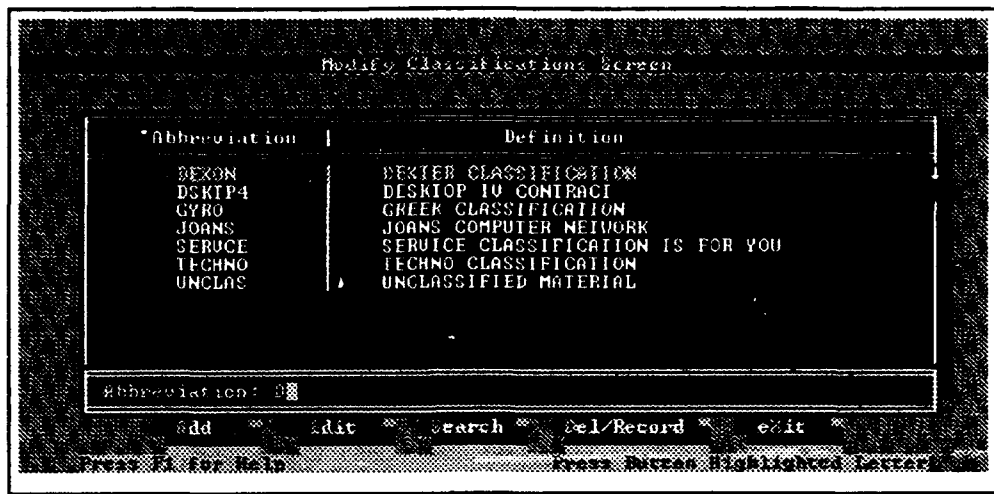 Modify Classifications Screen
Abbreviation | Definition
DEXON DEXTER CLASSIFICATION
DSKTP4 DESKTOP IV CONTRACT
GYRO GREEK CLASSIFICATION
JOANS JOANS COMPUTER NETWORK
SERVCE SERVICE CLASSIFICATION IS FOR YOU
TECHNO TECHNO CLASSIFICATION
UNCLAS UNCLASSIFIED MATERIAL
Abbreviation: D
Add Edit Search Del/Record eXit
Press F1 for Help Press Button Highlighted Letter